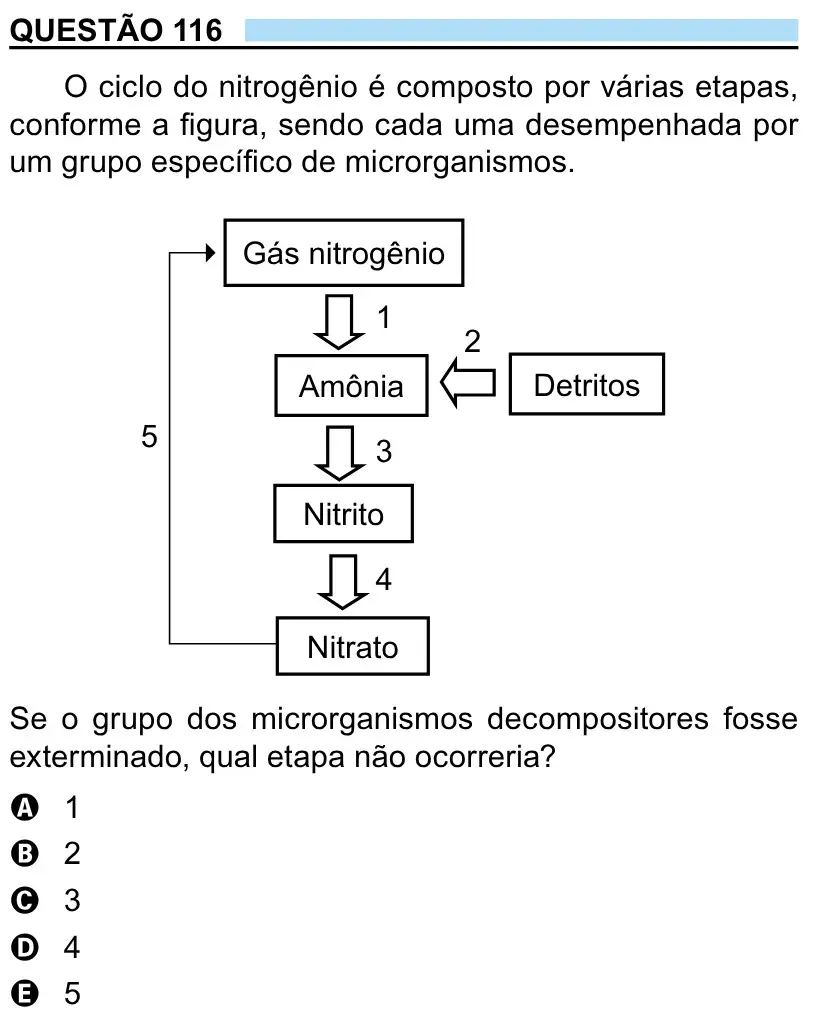 QUESTÃO 116
O ciclo do nitrogênio é composto por várias etapas,
conforme a figura, sendo cada uma desempenhada por
um grupo específico de microrganismos.
Gás nitrogênio
1
2
Amônia
Detritos
5
3
Nitrito
4
Nitrato
Se o grupo dos microrganismos decompositores fosse
exterminado, qual etapa não ocorreria?
A 1
B 2
C 3
D 4
E 5